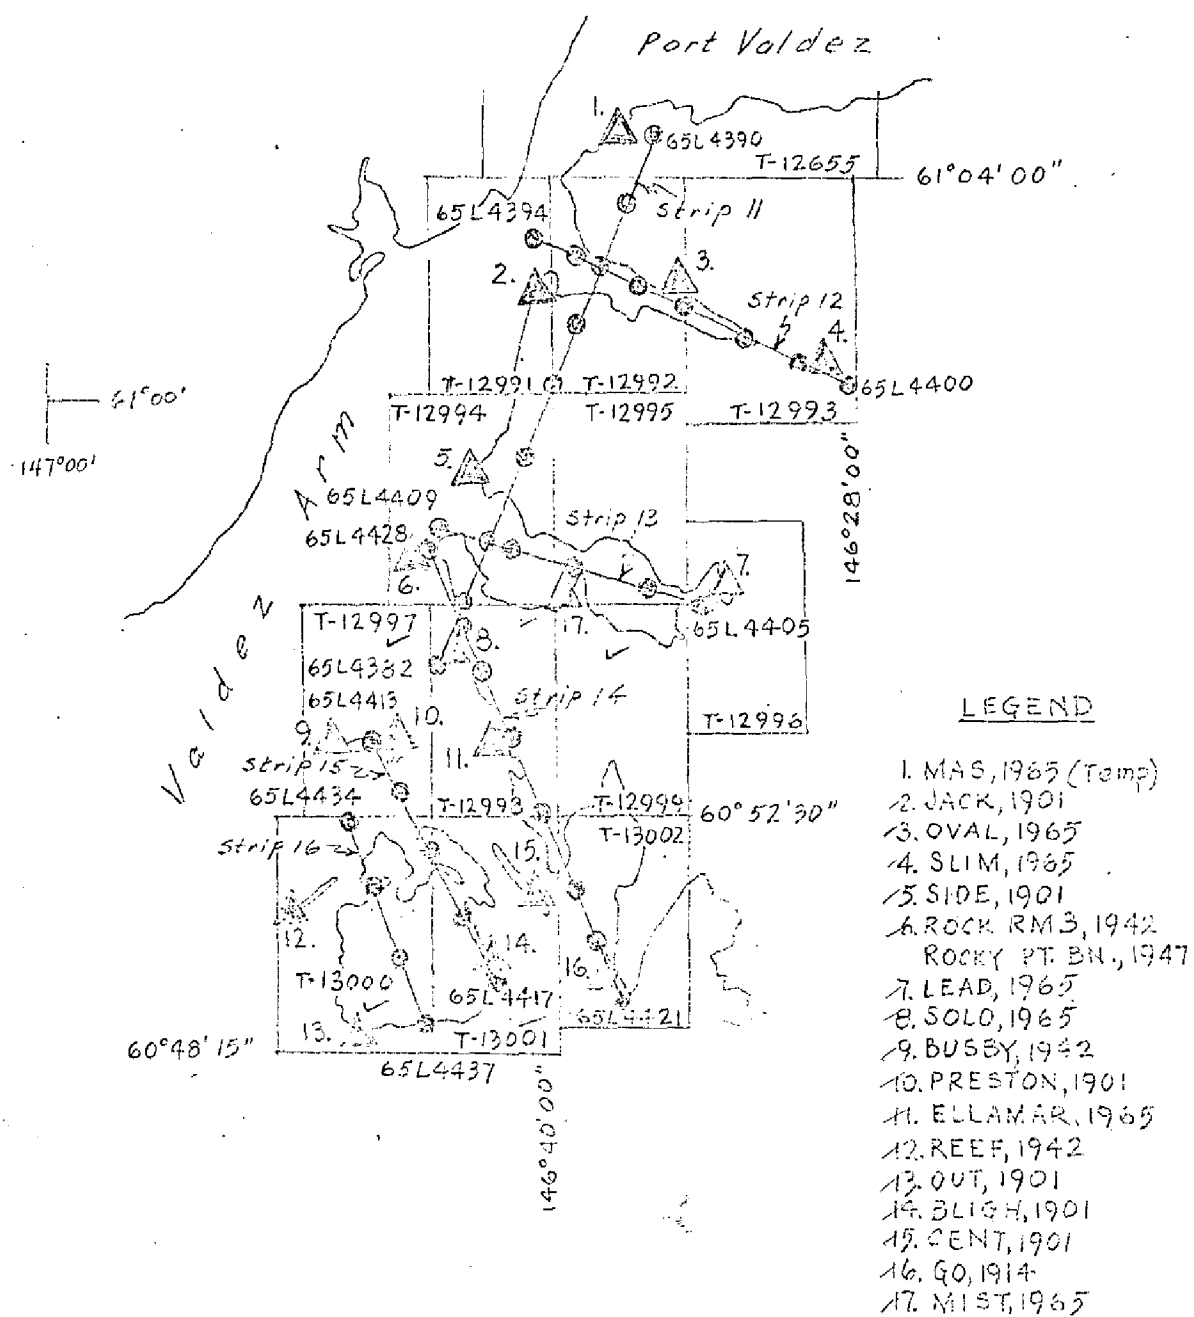 Port Valdez
1.
65L4390
T-12655
61°04'00"
65L4394
Strip 11
2.
3.
Strip 12
4.
65L4400
T-12991
T-12992
T-12993
61°00'
147°00'
T-12994
T-12995
146°28'00"
5.
Valdez Arm
65L4409
Strip 13
65L4428
6.
7.
17.
65L4405
T-12997
8.
65L4382
65L4413
Strip 14
T-12996
9.
10.
11.
Strip 15
65L4434
T-12993
T-12999
60°52'30"
T-13002
Strip 16
15.
12.
14.
16.
T-13000
65L4417
65L4421
13.
T-13001
60°48'15"
65L4437
146°40'00"
LEGEND
1. MAS, 1965 (Temp)
2. JACK, 1901
3. OVAL, 1965
4. SLIM, 1965
5. SIDE, 1901
6. ROCK RM3, 1942
ROCKY PT. BN., 1947
7. LEAD, 1965
8. SOLO, 1965
9. BUSBY, 1942
10. PRESTON, 1901
11. ELLAMAR, 1965
12. REEF, 1942
13. OUT, 1901
14. BLIGH, 1901
15. CENT, 1901
16. GO, 1914
17. MIST, 1965